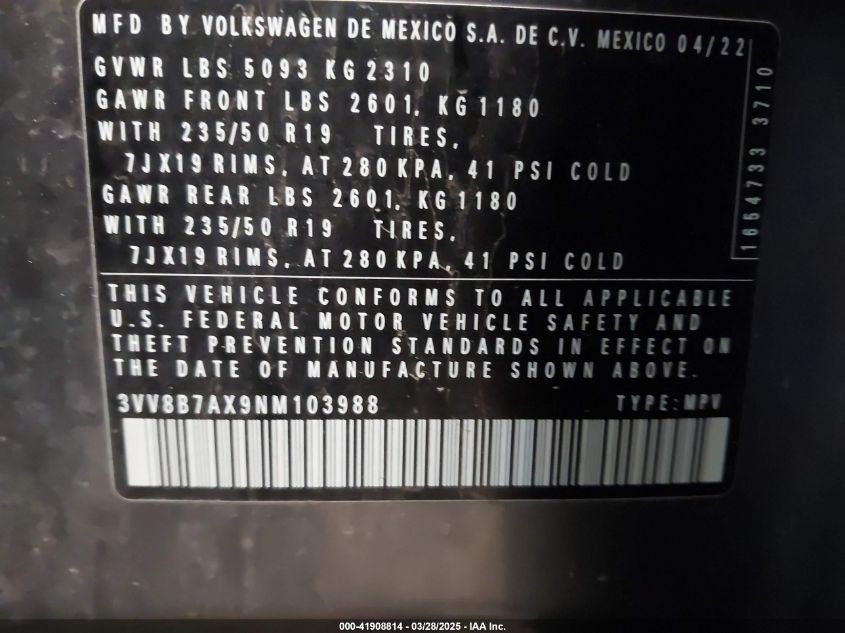 MFD BY VOLKSWAGEN DE MEXICO S.A. DE C.V. MEXICO 04/22
GVWR LBS 5093 KG 2310
GAWR FRONT LBS 2601, KG 1180
WITH 235/50 R19 TIRES,
7JX19 RIMS, AT 280 KPA, 41 PSI COLD
GAWR REAR LBS 2601, KG 1180
WITH 235/50 R19 TIRES,
7JX19 RIMS, AT 280 KPA, 41 PSI COLD
1654733 3710
THIS VEHICLE CONFORMS TO ALL APPLICABLE
U.S. FEDERAL MOTOR VEHICLE SAFETY AND
THEFT PREVENTION STANDARDS IN EFFECT ON
THE DATE OF MANUFACTURE SHOWN ABOVE.
3VV8B7AX9NM103988 TYPE: MPV
000-41908814 - 03/28/2025 - IAA Inc.